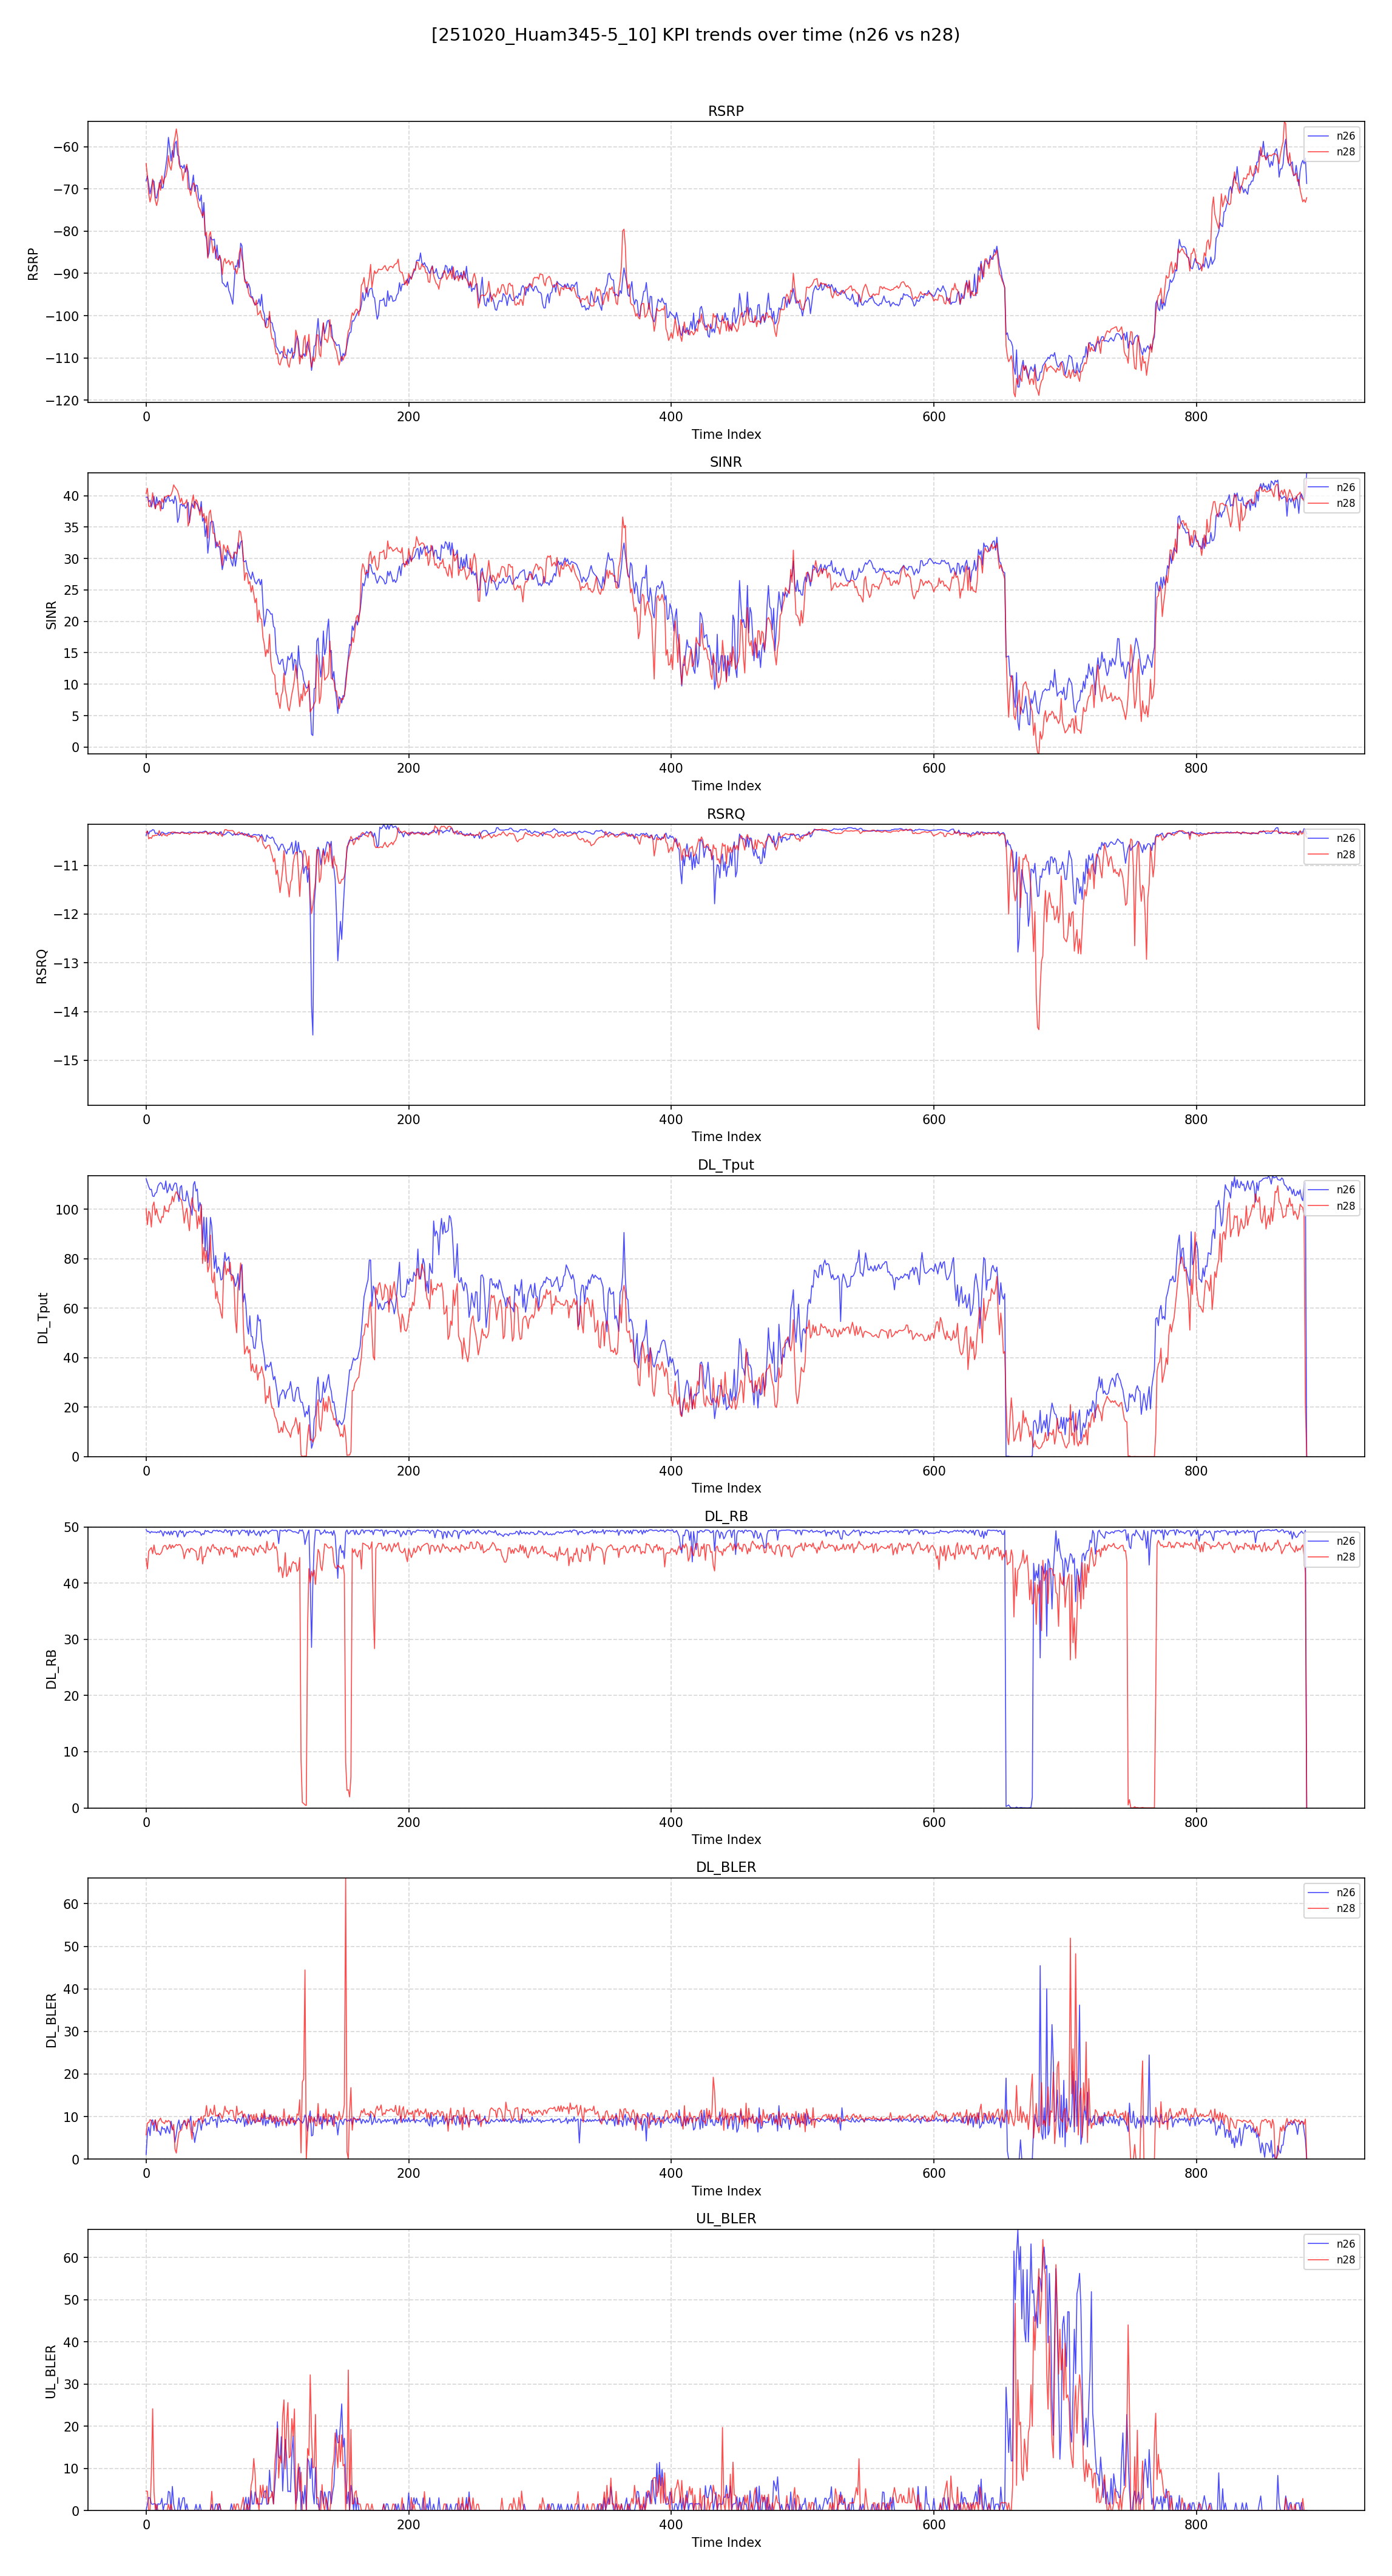 [251020_Huam345-5_10] KPI trends over time (n26 vs n28)
RSRP
n26
n28
−60
−70
−80
−90
−100
−110
−120
RSRP
0 200 400 600 800
Time Index
SINR
n26
n28
40
35
30
25
20
15
10
5
0
SINR
0 200 400 600 800
Time Index
RSRQ
n26
n28
−11
−12
−13
−14
−15
RSRQ
0 200 400 600 800
Time Index
DL_Tput
n26
n28
100
80
60
40
20
0
DL_Tput
0 200 400 600 800
Time Index
DL_RB
n26
n28
50
40
30
20
10
0
DL_RB
0 200 400 600 800
Time Index
DL_BLER
n26
n28
60
50
40
30
20
10
0
DL_BLER
0 200 400 600 800
Time Index
UL_BLER
n26
n28
60
50
40
30
20
10
0
UL_BLER
0 200 400 600 800
Time Index